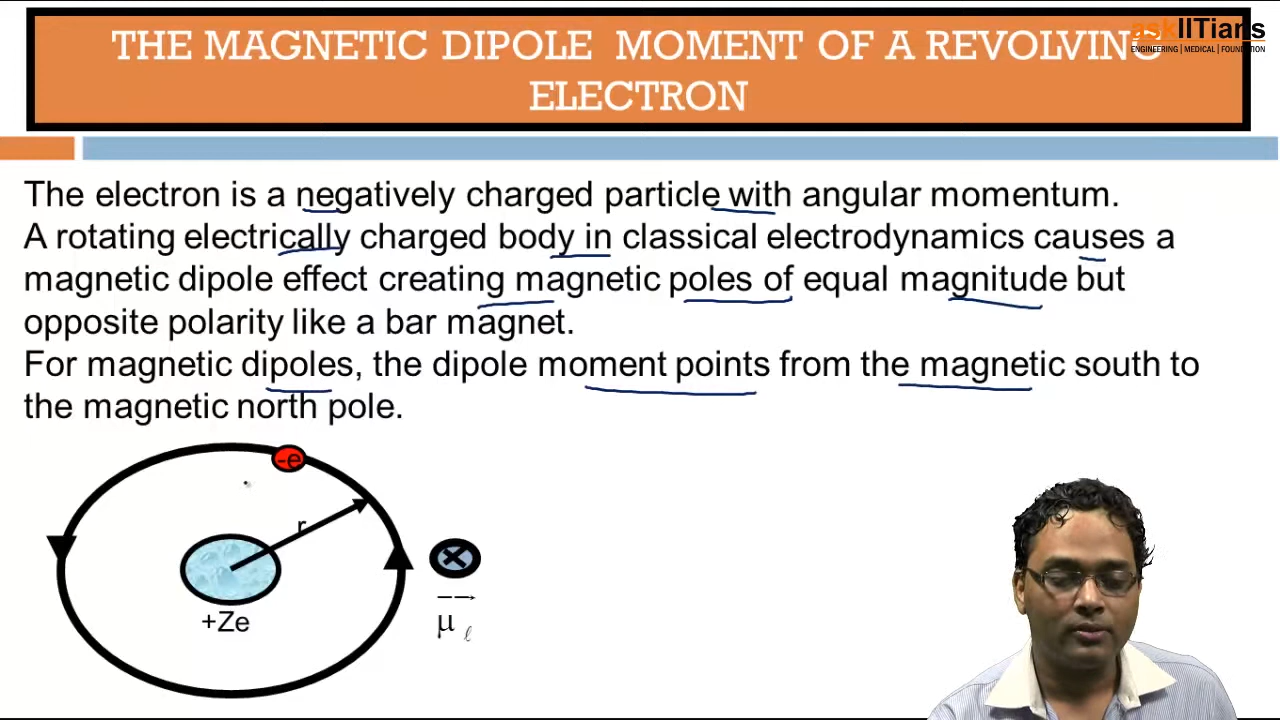 askIITians
ENGINEERING | MEDICAL | FOUNDATION
THE MAGNETIC DIPOLE MOMENT OF A REVOLVING
ELECTRON
The electron is a negatively charged particle with angular momentum.
A rotating electrically charged body in classical electrodynamics causes a
magnetic dipole effect creating magnetic poles of equal magnitude but
opposite polarity like a bar magnet.
For magnetic dipoles, the dipole moment points from the magnetic south to
the magnetic north pole.
-e
r
+Ze
μ ℓ